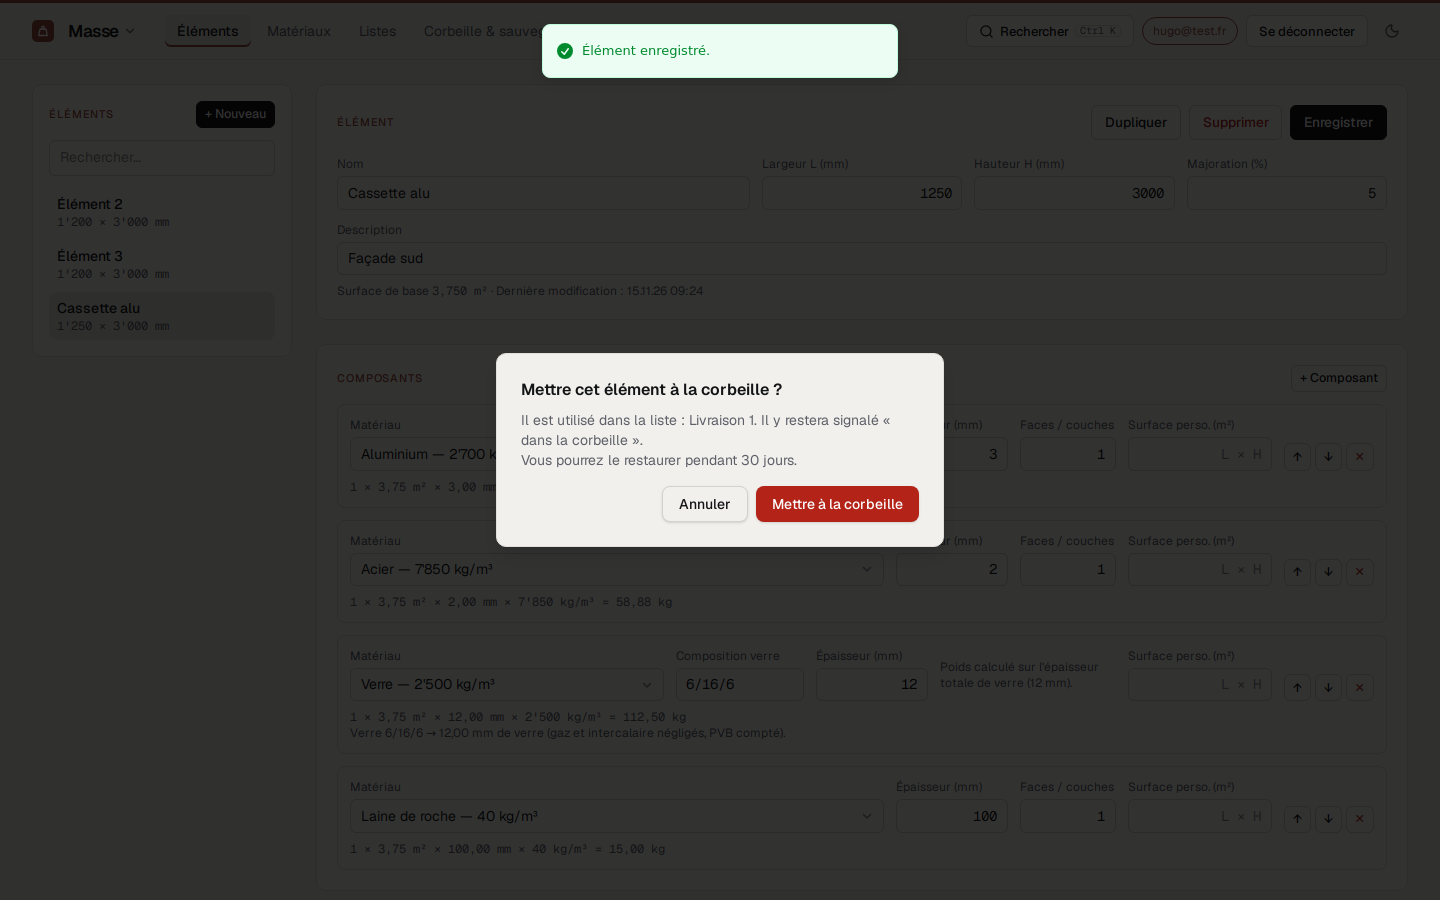 Masse
Éléments
Matériaux
Listes
Corbeille & sauveg
Rechercher
Ctrl K
hugo@test.fr
Se déconnecter
Élément enregistré.
ÉLÉMENTS
+ Nouveau
Rechercher…
Élément 2
1'200 × 3'000 mm
Élément 3
1'200 × 3'000 mm
Cassette alu
1'250 × 3'000 mm
ÉLÉMENT
Dupliquer
Supprimer
Enregistrer
Nom
Largeur L (mm)
Hauteur H (mm)
Majoration (%)
Cassette alu
1250
3000
5
Description
Façade sud
Surface de base 3,750 m² · Dernière modification : 15.11.26 09:24
COMPOSANTS
+ Composant
Mettre cet élément à la corbeille ?
Il est utilisé dans la liste : Livraison 1. Il y restera signalé «
dans la corbeille ».
Vous pourrez le restaurer pendant 30 jours.
Annuler
Mettre à la corbeille
Matériau
r (mm)
Faces / couches
Surface perso. (m²)
Aluminium — 2'700 k
3
1
L × H
↑
↓
×
1 × 3,75 m² × 3,00 mm
Matériau
r (mm)
Faces / couches
Surface perso. (m²)
Acier — 7'850 kg/m³
2
1
L × H
↑
↓
×
1 × 3,75 m² × 2,00 mm × 7'850 kg/m³ = 58,88 kg
Matériau
Composition verre
Épaisseur (mm)
Poids calculé sur l'épaisseur
totale de verre (12 mm).
Surface perso. (m²)
Verre — 2'500 kg/m³
6/16/6
12
L × H
↑
↓
×
1 × 3,75 m² × 12,00 mm × 2'500 kg/m³ = 112,50 kg
Verre 6/16/6 → 12,00 mm de verre (gaz et intercalaire négligés, PVB compté).
Matériau
Épaisseur (mm)
Faces / couches
Surface perso. (m²)
Laine de roche — 40 kg/m³
100
1
L × H
↑
↓
×
1 × 3,75 m² × 100,00 mm × 40 kg/m³ = 15,00 kg